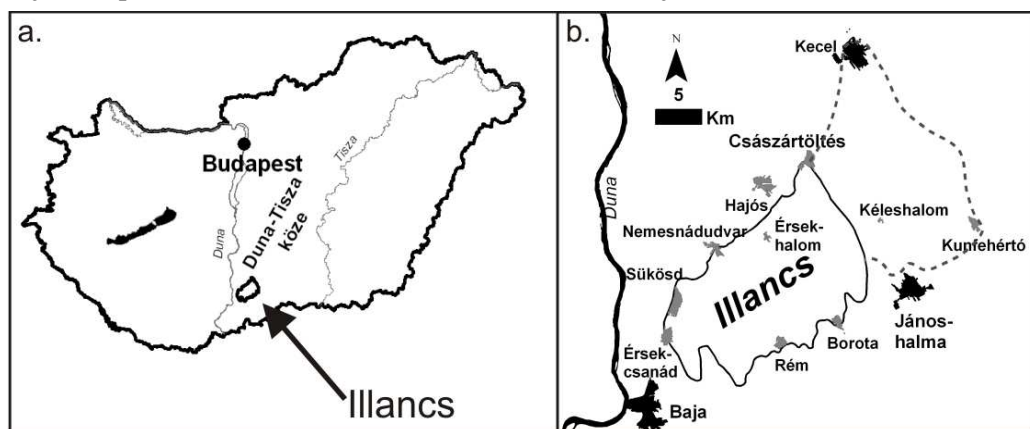 a.
Budapest
Tisza
Duna
Duna-Tisza
köze
Illancs
b.
N
5
Km
Kecel
Császártöltés
Duna
Hajós
Kéleshalom
Nemesnádudvar
Érsek-
halom
Kunfehértó
Sükösd
Illancs
János-
halma
Érsek-
csanád
Rém
Borota
Baja